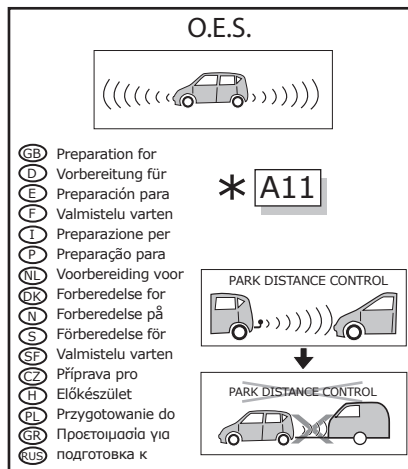 O.E.S.
GB Preparation for
D Vorbereitung für
E Preparación para
F Valmistelu varten
I Preparazione per
P Preparação para
NL Voorbereiding voor
DK Forberedelse for
N Forberedelse på
S Förberedelse för
SF Valmistelu varten
CZ Příprava pro
H Előkészület
PL Przygotowanie do
GR Προετοιμασία για
RUS подготовка к
* A11
PARK DISTANCE CONTROL
PARK DISTANCE CONTROL